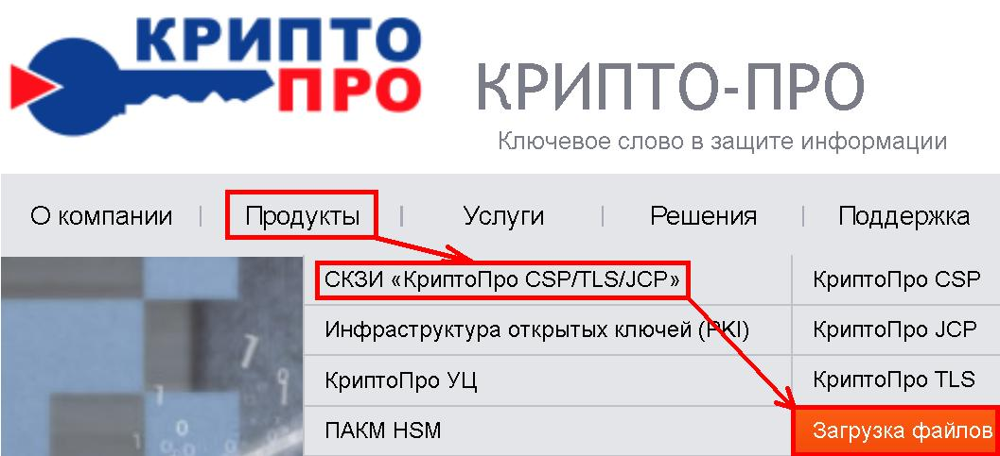 КРИПТО
ПРО
КРИПТО-ПРО
Ключевое слово в защите информации
О компании | Продукты | Услуги | Решения | Поддержка
СКЗИ «КриптоПро CSP/TLS/JCP» КриптоПро CSP
Инфраструктура открытых ключей (PKI) КриптоПро JCP
КриптоПро УЦ КриптоПро TLS
ПАКМ HSM Загрузка файлов